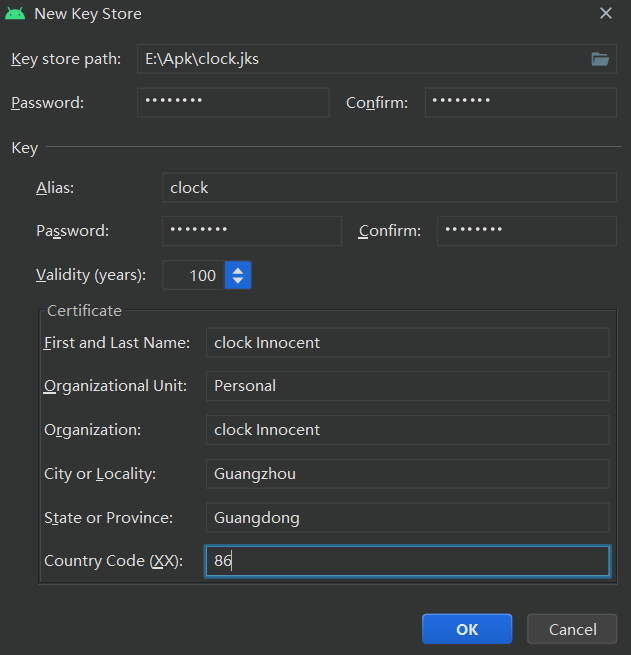 New Key Store
Key store path: E:\Apk\clock.jks
Password: •••••••• Confirm: ••••••••
Key
Alias: clock
Password: •••••••• Confirm: ••••••••
Validity (years): 100
Certificate
First and Last Name: clock Innocent
Organizational Unit: Personal
Organization: clock Innocent
City or Locality: Guangzhou
State or Province: Guangdong
Country Code (XX): 86
OK Cancel